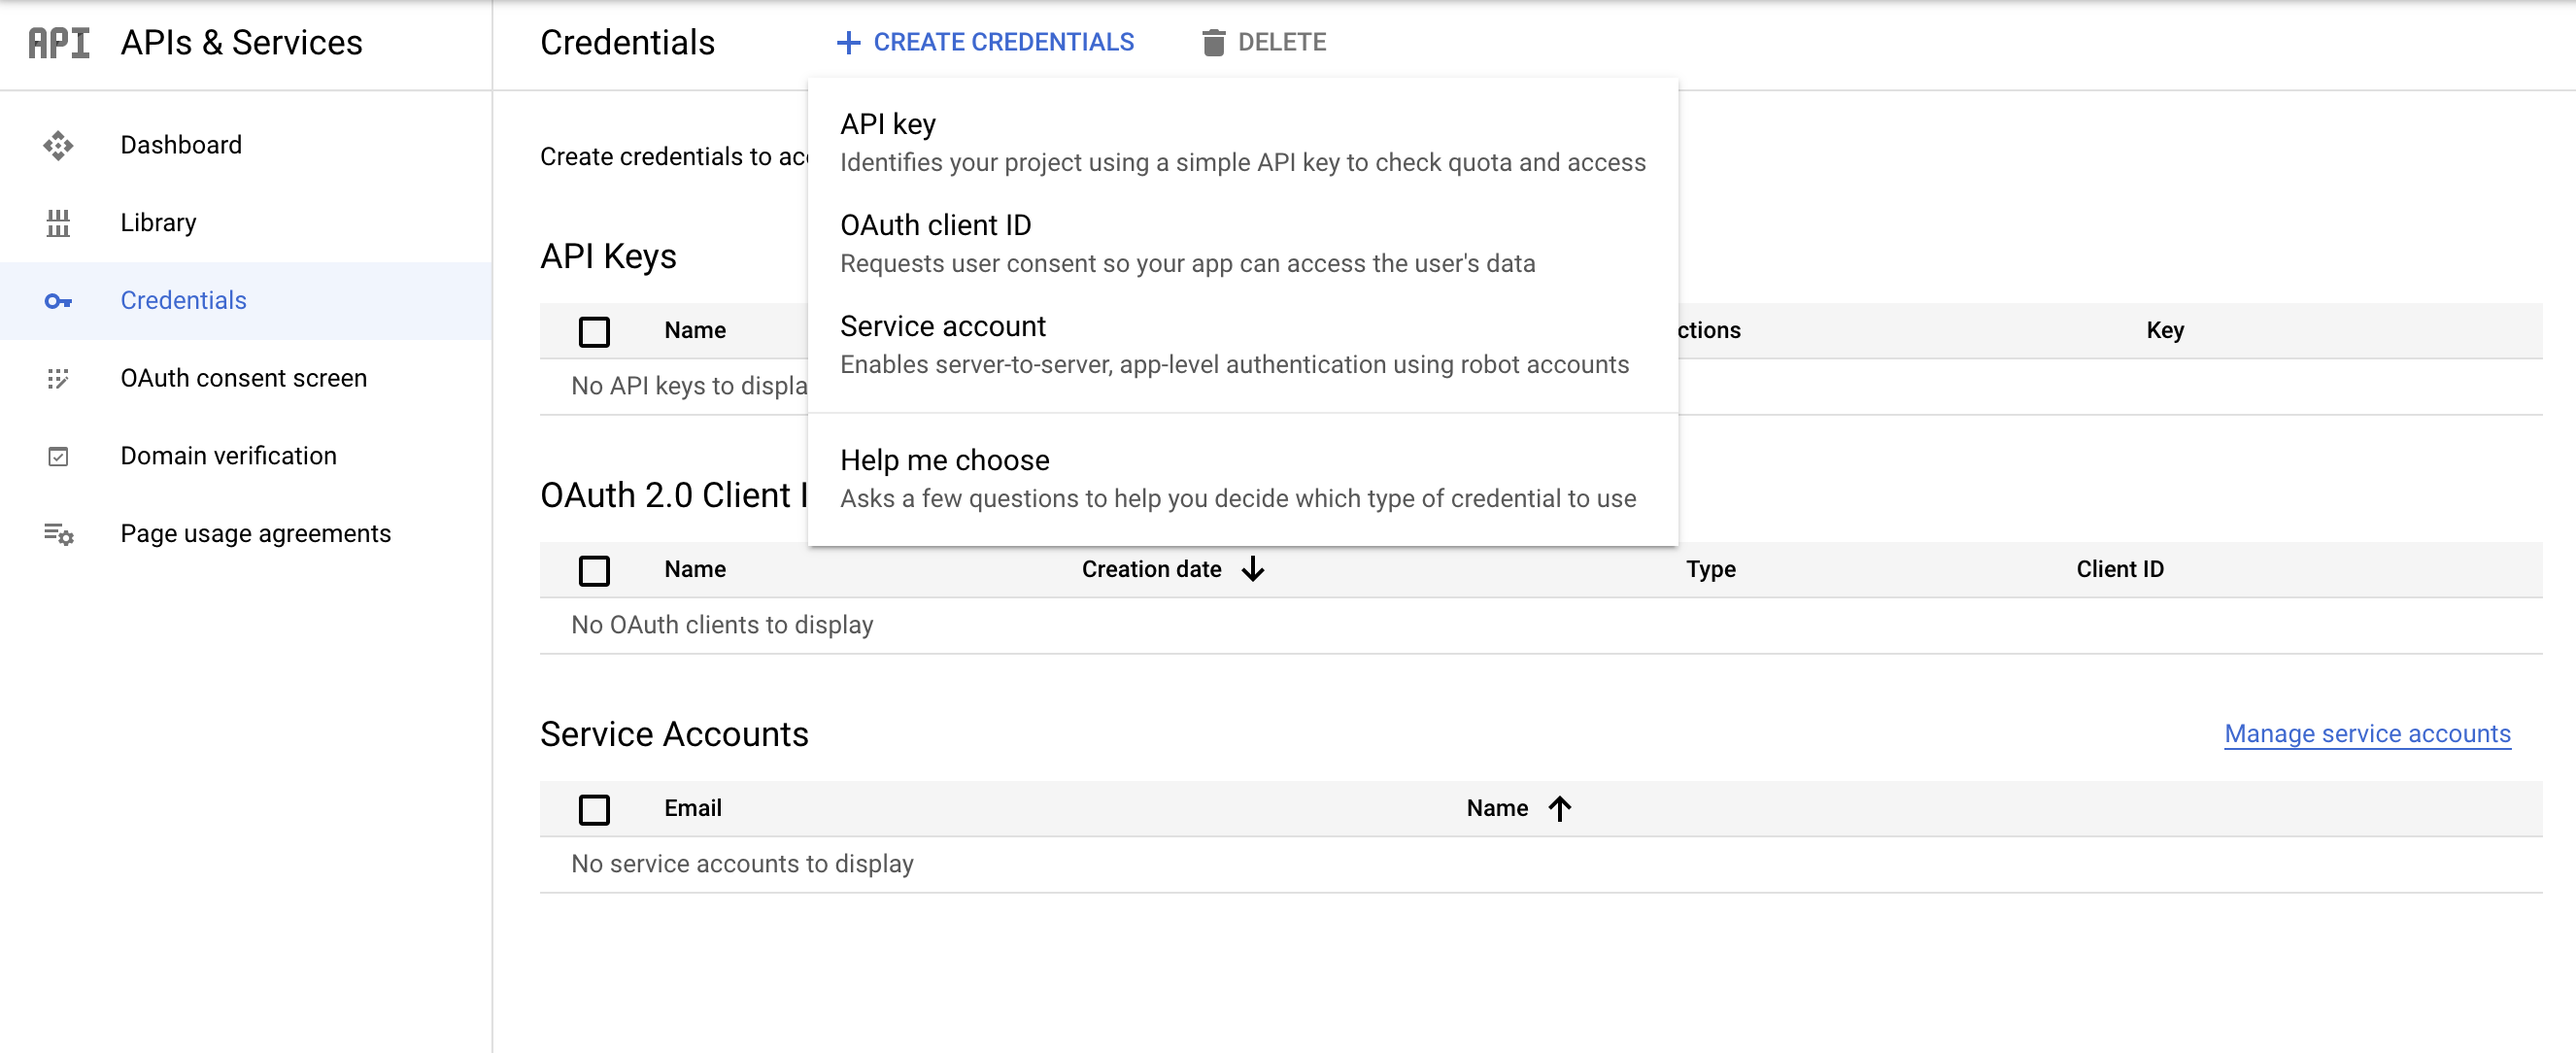 API APIs & Services
Credentials
CREATE CREDENTIALS
DELETE
Dashboard
Library
Credentials
OAuth consent screen
Domain verification
Page usage agreements
Create credentials to acc
API key
Identifies your project using a simple API key to check quota and access
OAuth client ID
Requests user consent so your app can access the user's data
Service account
Enables server-to-server, app-level authentication using robot accounts
Help me choose
Asks a few questions to help you decide which type of credential to use
API Keys
Name ctions Key
No API keys to displa
OAuth 2.0 Client I
Name Creation date Type Client ID
No OAuth clients to display
Service Accounts
Manage service accounts
Email Name
No service accounts to display